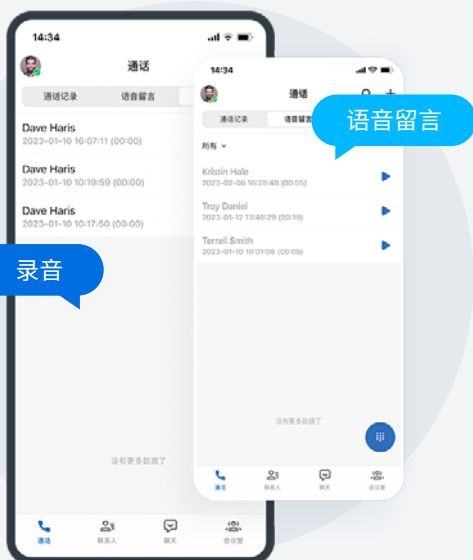 14:34
通话
通话记录
语音留言
Dave Haris
2023-01-10 16:07:11 (00:00)
Dave Haris
2023-01-10 10:19:59 (00:00)
Dave Haris
2023-01-10 10:17:50 (00:00)
录音
没有更多数据了
通话
联系人
聊天
会议室
14:34
通话
通话记录
语音留言
语音留言
所有
Kristin Hale
2023-02-06 16:28:48 (00:05)
Troy Daniel
2023-01-12 13:48:29 (00:19)
Terrell Smith
2023-01-10 10:01:08 (00:05)
没有更多数据了
通话
联系人
聊天
会议室